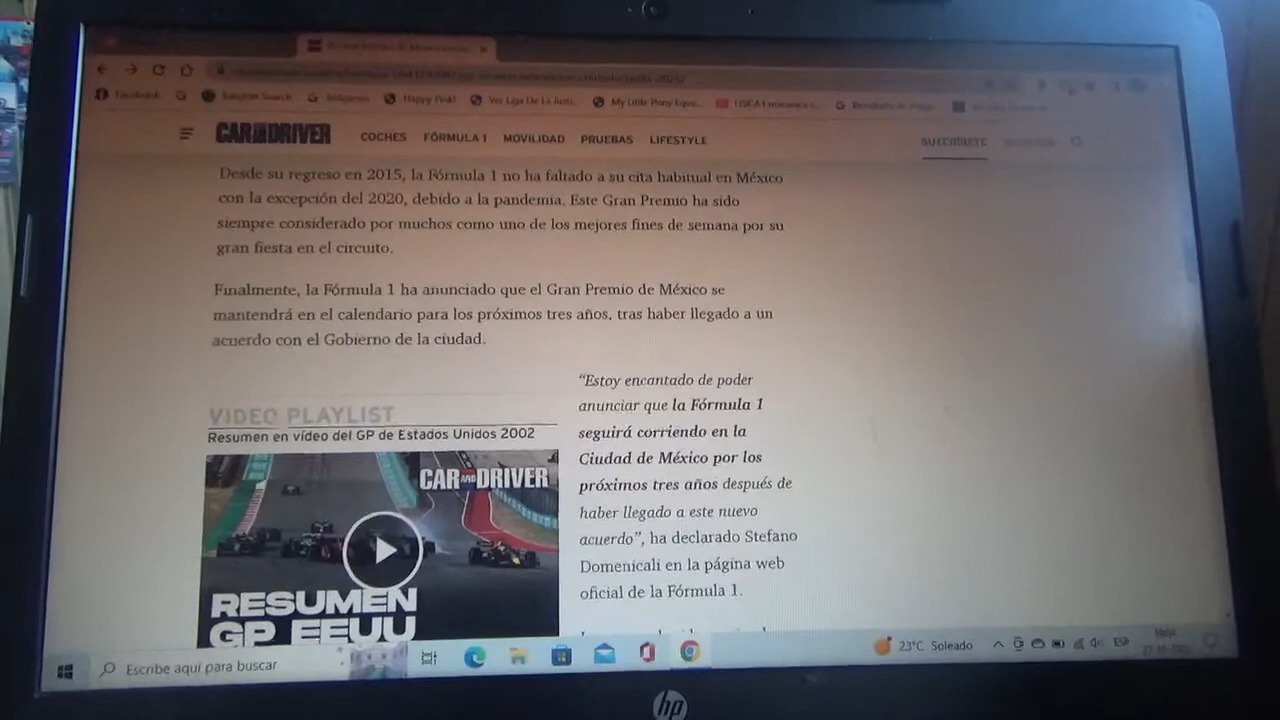 Facebook
My Little Pony Eque...
CAR AND DRIVER
COCHES FÓRMULA 1 MOVILIDAD PRUEBAS LIFESTYLE
SUSCRÍBETE
Desde su regreso en 2015, la Fórmula 1 no ha faltado a su cita habitual en México
con la excepción del 2020, debido a la pandemia. Este Gran Premio ha sido
siempre considerado por muchos como uno de los mejores fines de semana por su
gran fiesta en el circuito.
Finalmente, la Fórmula 1 ha anunciado que el Gran Premio de México se
mantendrá en el calendario para los próximos tres años, tras haber llegado a un
acuerdo con el Gobierno de la ciudad.
VIDEO PLAYLIST
Resumen en vídeo del GP de Estados Unidos 2002
CAR AND DRIVER
RESUMEN
GP EEUU
“Estoy encantado de poder
anunciar que la Fórmula 1
seguirá corriendo en la
Ciudad de México por los
próximos tres años después de
haber llegado a este nuevo
acuerdo”, ha declarado Stefano
Domenicali en la página web
oficial de la Fórmula 1.
Escribe aquí para buscar
23°C Soleado
ESP
hp